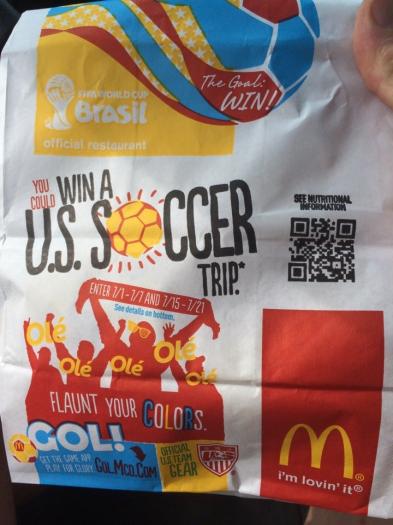 The Goal:
WIN!
FIFA WORLD CUP
Brasil
official restaurant
YOU COULD WIN A
U.S. SOCCER
TRIP.*
SEE NUTRITIONAL
INFORMATION
ENTER 7/1-7/7 AND 7/15-7/21
See details on bottom.
Olé
Olé
Olé
Olé
Olé
FLAUNT YOUR COLORS.
GOL!
GET THE GAME APP
PLAY FOR GLORY. GOL.MCD.COM
OFFICIAL
U.S. TEAM
GEAR
i'm lovin' it®